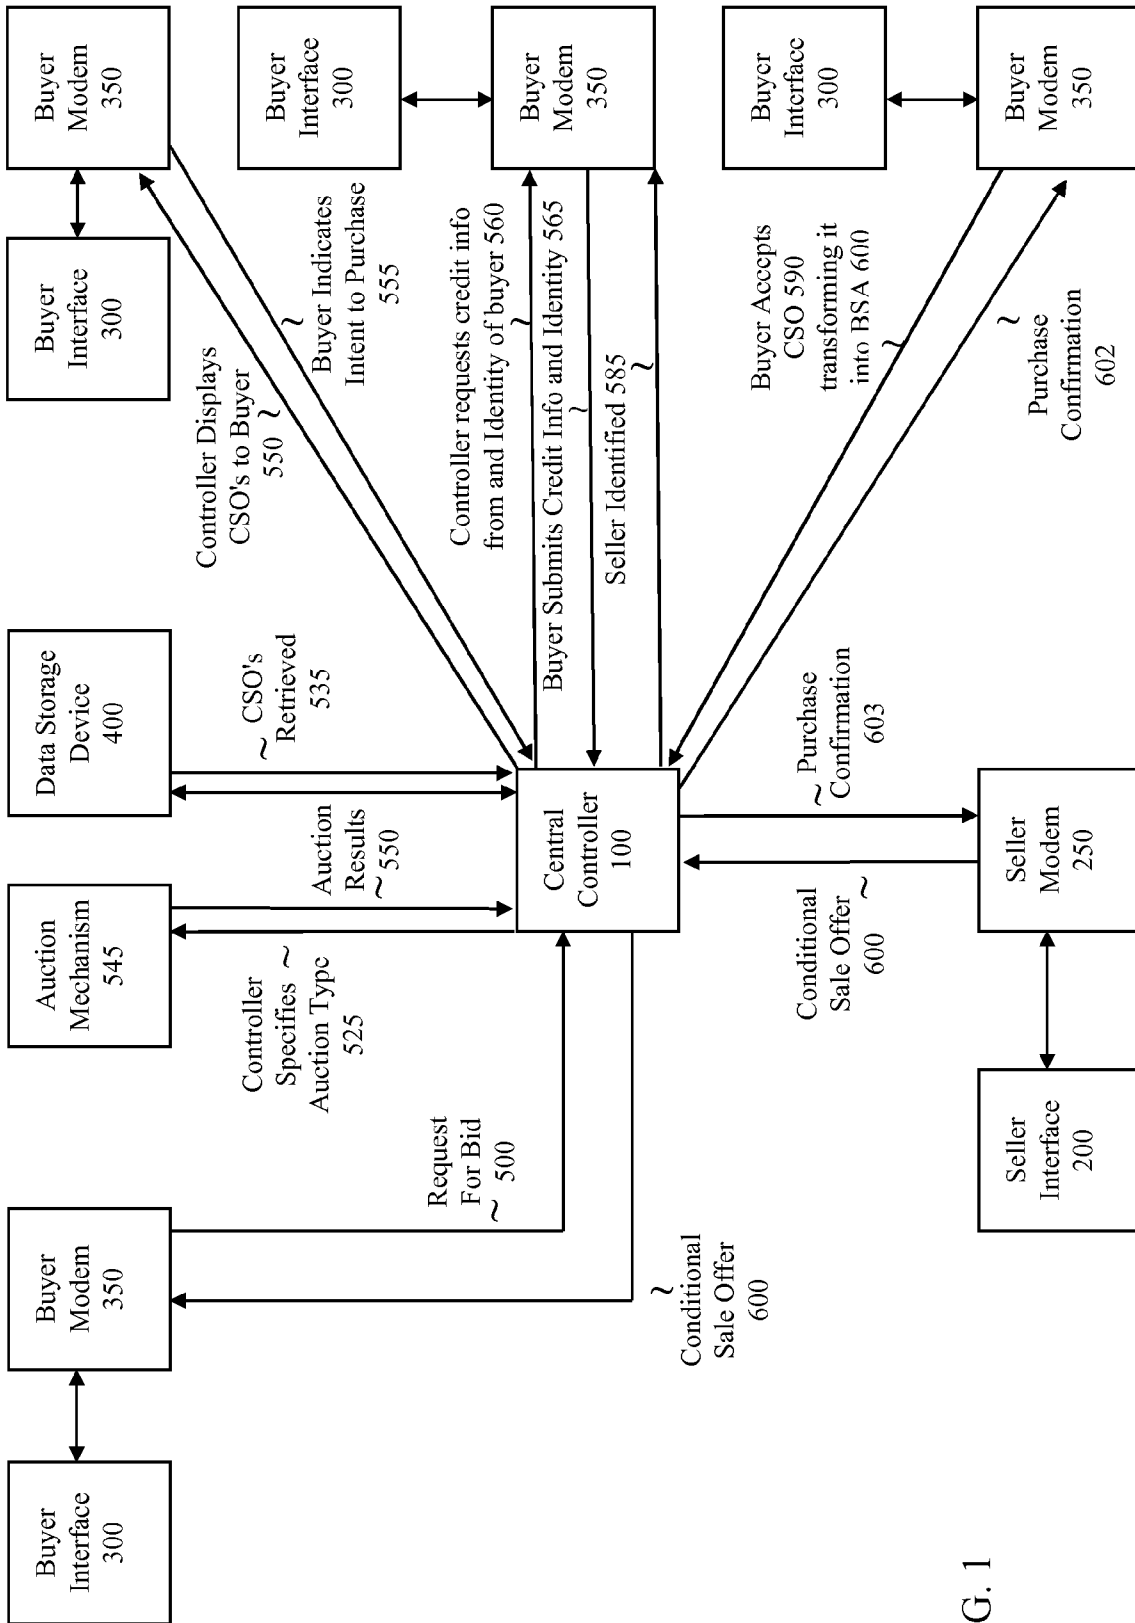 Buyer
Interface
300
Buyer
Modem
350
Auction
Mechanism
545
Data Storage
Device
400
Buyer
Interface
300
Buyer
Modem
350
Controller
Specifies ~
Auction Type
525
Auction
Results
~ 550
~ CSO's
Retrieved
535
Controller Displays
CSO's to Buyer
550 ~
~
Buyer Indicates
Intent to Purchase
555
Buyer
Interface
300
Request
For Bid
~ 500
Central
Controller
100
Controller requests credit info
from and Identity of buyer 560 ~
Buyer Submits Credit Info and Identity 565
~
Seller Identified 585
~
Buyer
Modem
350
~
Conditional
Sale Offer
600
Conditional
Sale Offer
600 ~
~ Purchase
Confirmation
603
Buyer Accepts
CSO 590
transforming it
into BSA 600
~
Buyer
Interface
300
~
Purchase
Confirmation
602
Seller
Interface
200
Seller
Modem
250
Buyer
Modem
350
G. 1